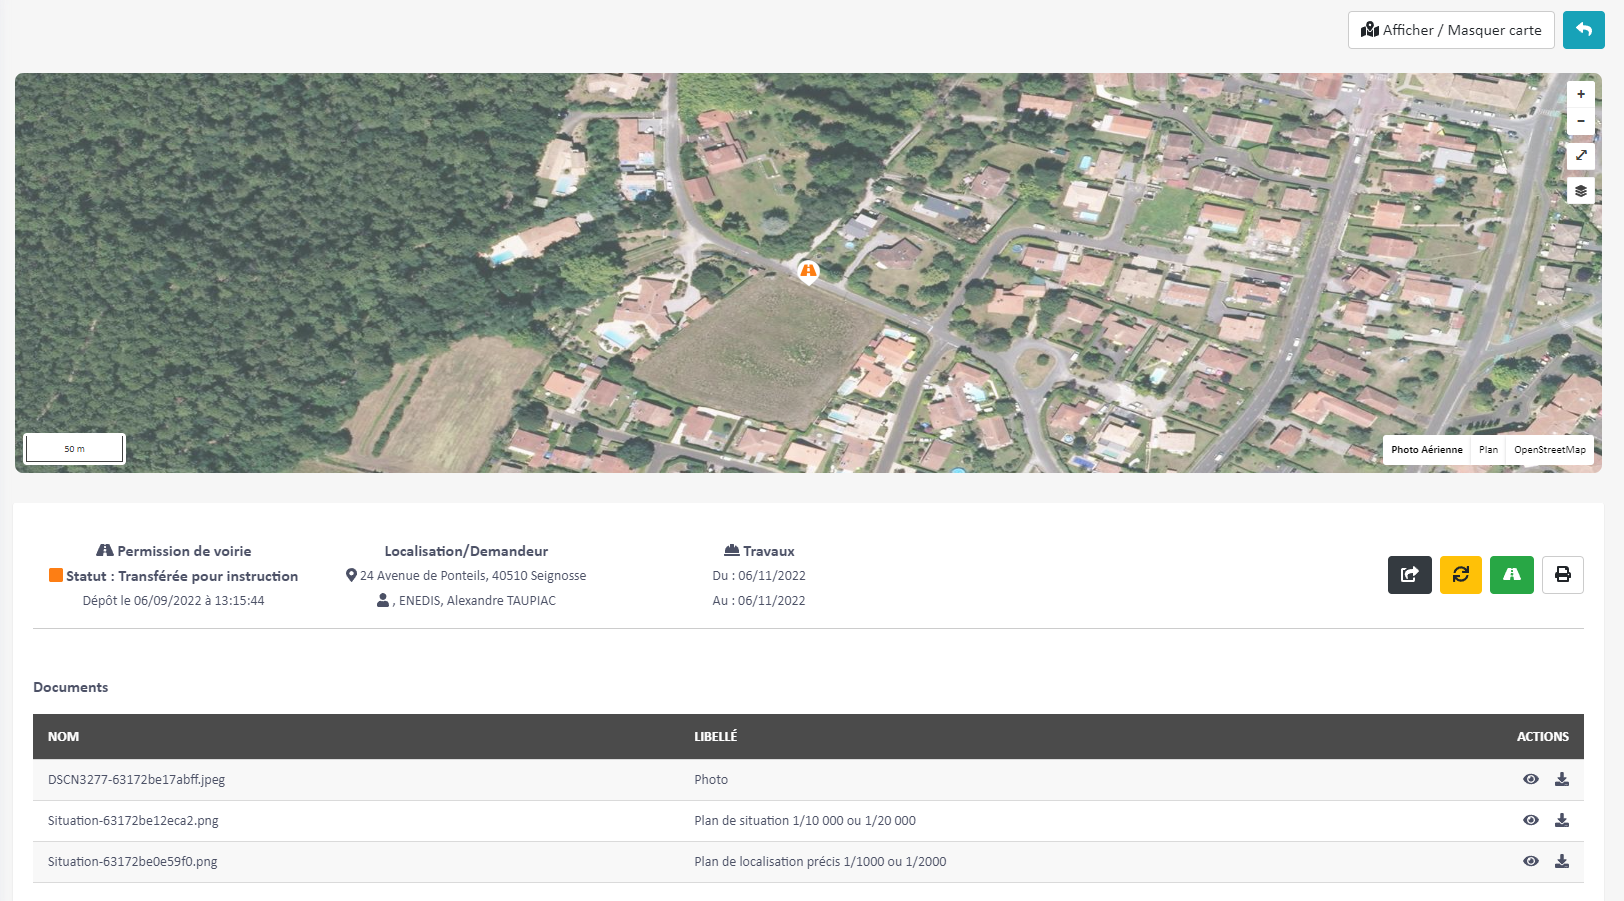 Afficher / Masquer carte
+
−
50 m
Photo Aérienne Plan OpenStreetMap
Permission de voirie
Statut : Transférée pour instruction
Dépôt le 06/09/2022 à 13:15:44
Localisation/Demandeur
24 Avenue de Ponteils, 40510 Seignosse
, ENEDIS, Alexandre TAUPIAC
Travaux
Du : 06/11/2022
Au : 06/11/2022
Documents
NOM LIBELLÉ ACTIONS
DSCN3277-63172be17abff.jpeg Photo
Situation-63172be12eca2.png Plan de situation 1/10 000 ou 1/20 000
Situation-63172be0e59f0.png Plan de localisation précis 1/1000 ou 1/2000